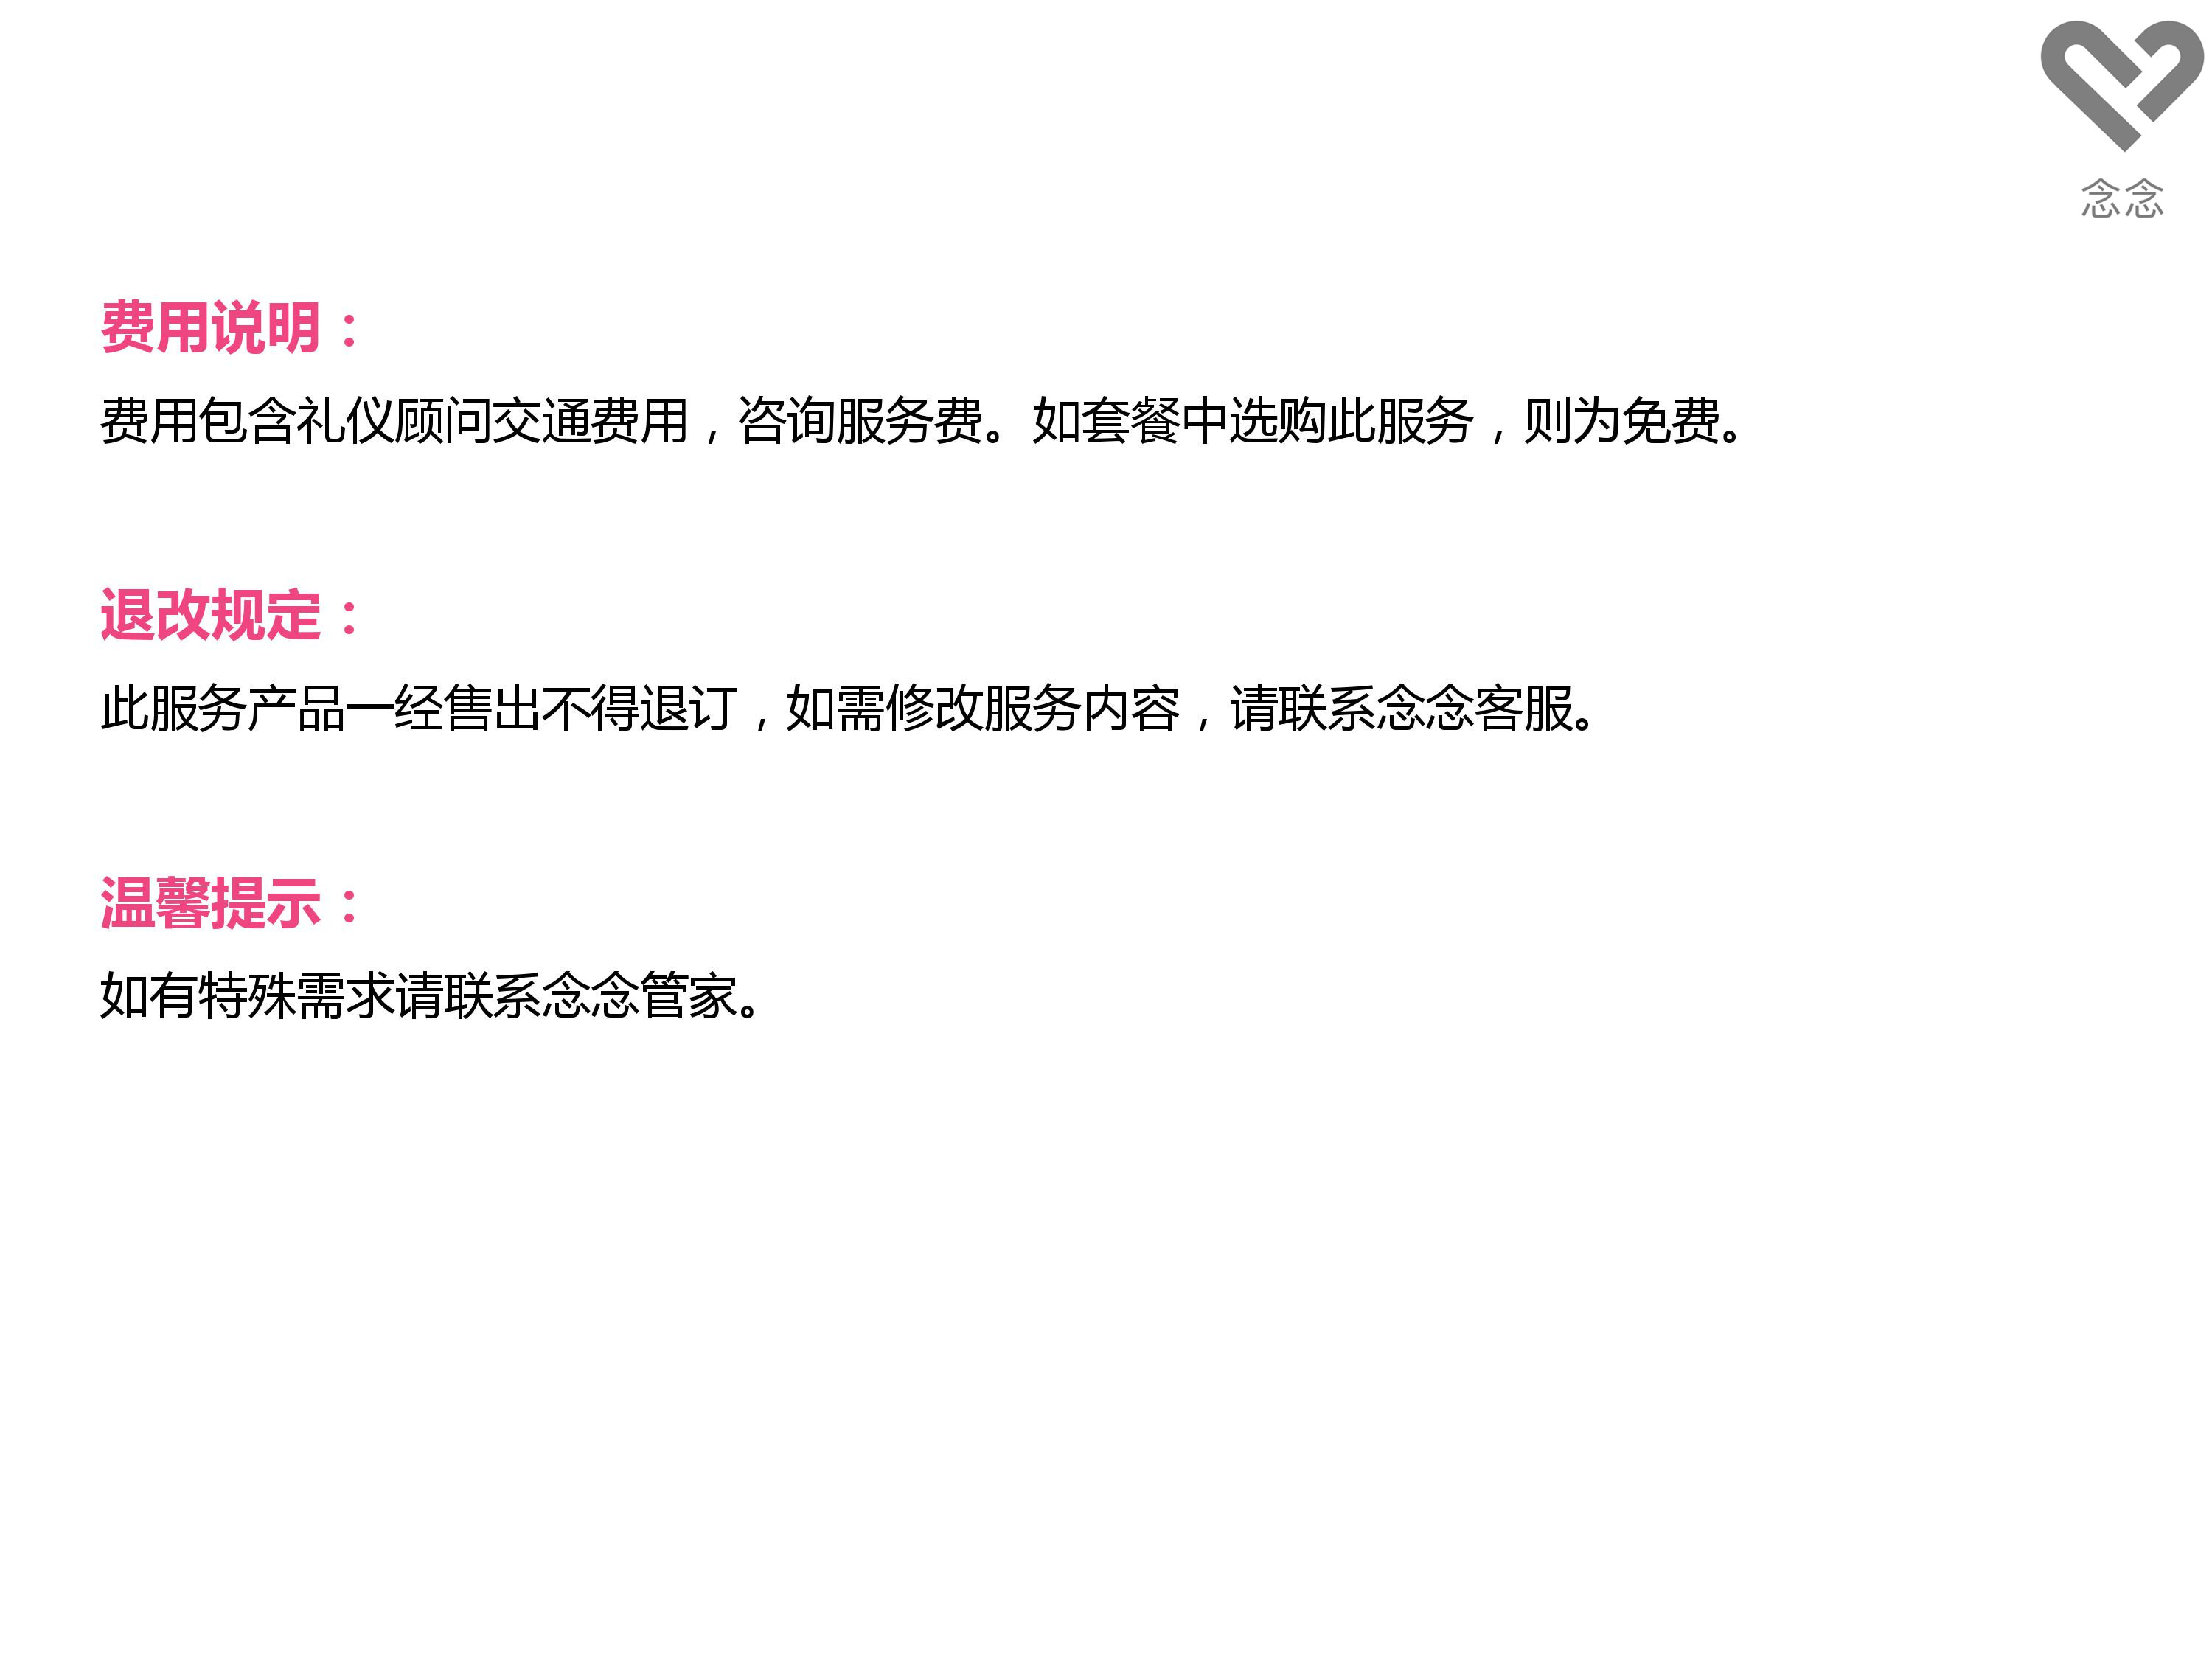 念念
费用说明：
费用包含礼仪顾问交通费用，咨询服务费。如套餐中选购此服务，则为免费。
退改规定：
此服务产品一经售出不得退订，如需修改服务内容，请联系念念客服。
温馨提示：
如有特殊需求请联系念念管家。